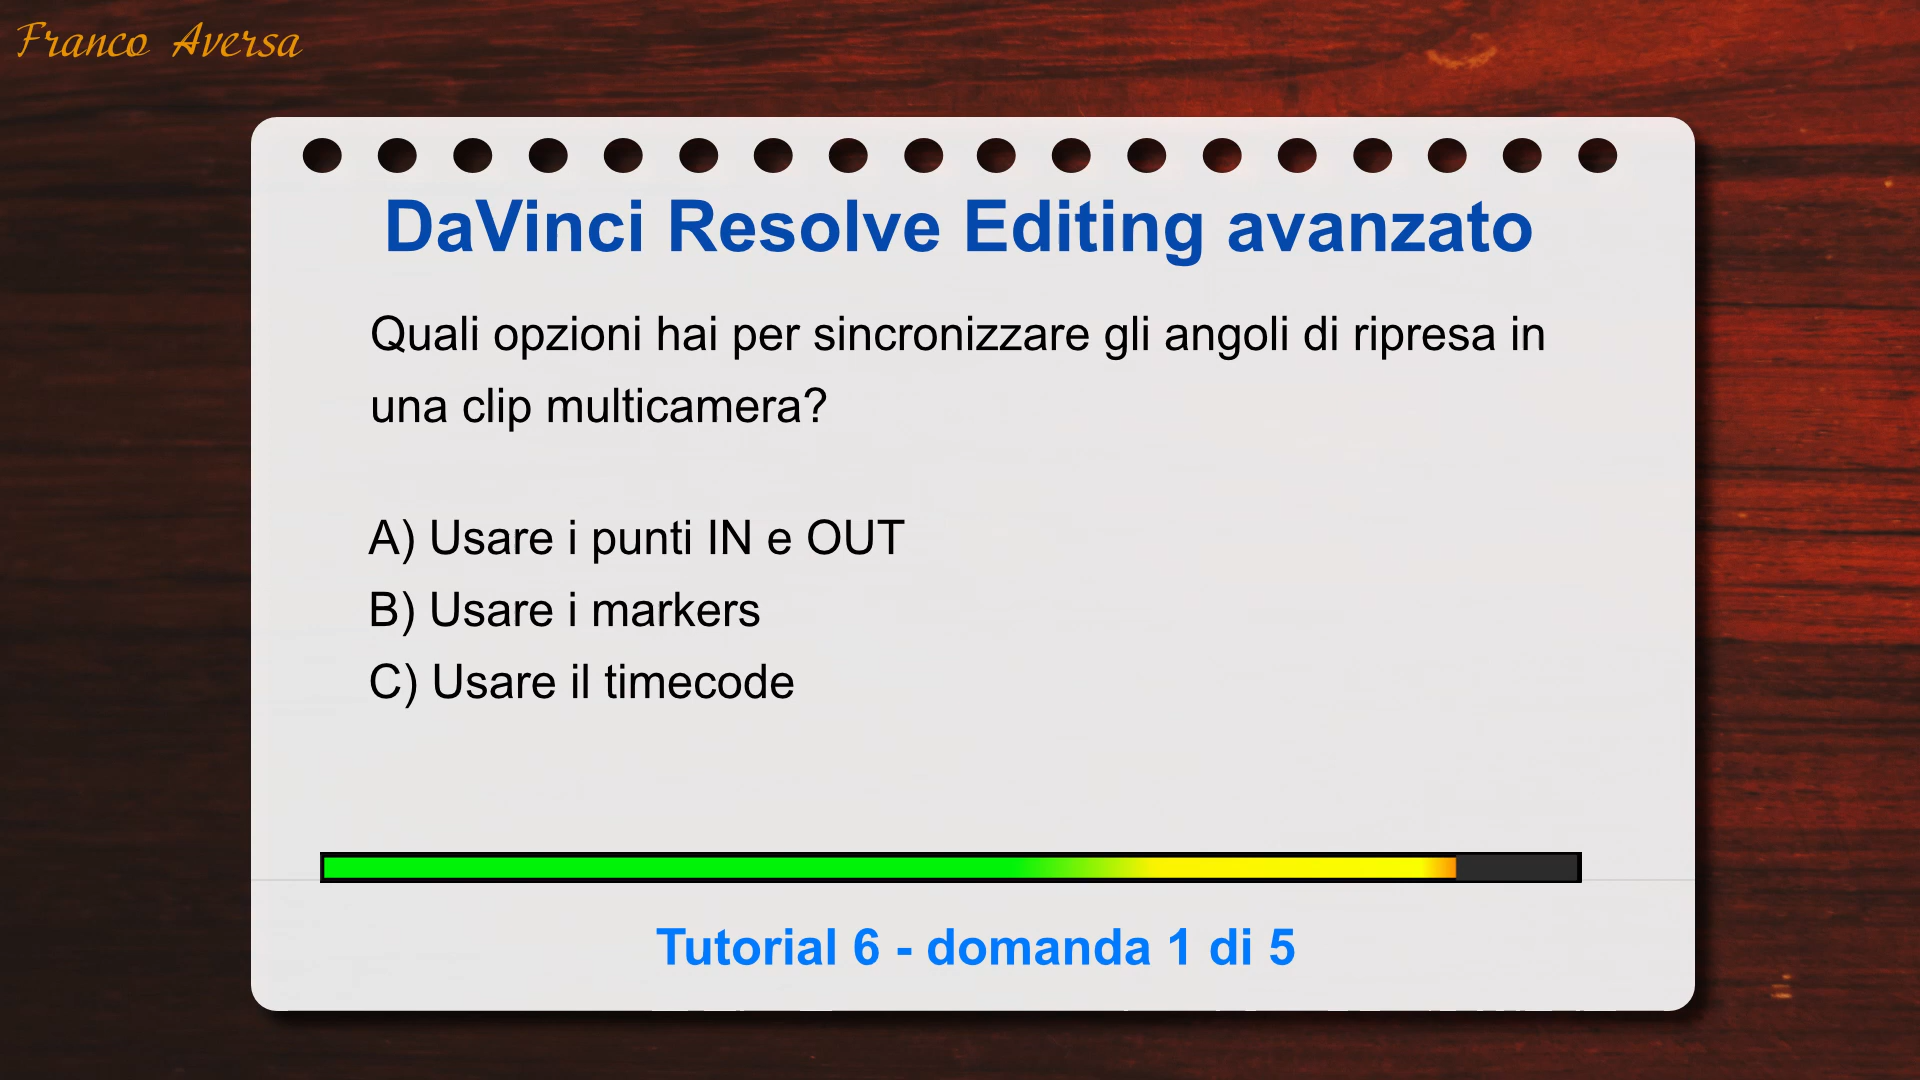 Franco Aversa
DaVinci Resolve Editing avanzato
Quali opzioni hai per sincronizzare gli angoli di ripresa in
una clip multicamera?
A) Usare i punti IN e OUT
B) Usare i markers
C) Usare il timecode
Tutorial 6 - domanda 1 di 5